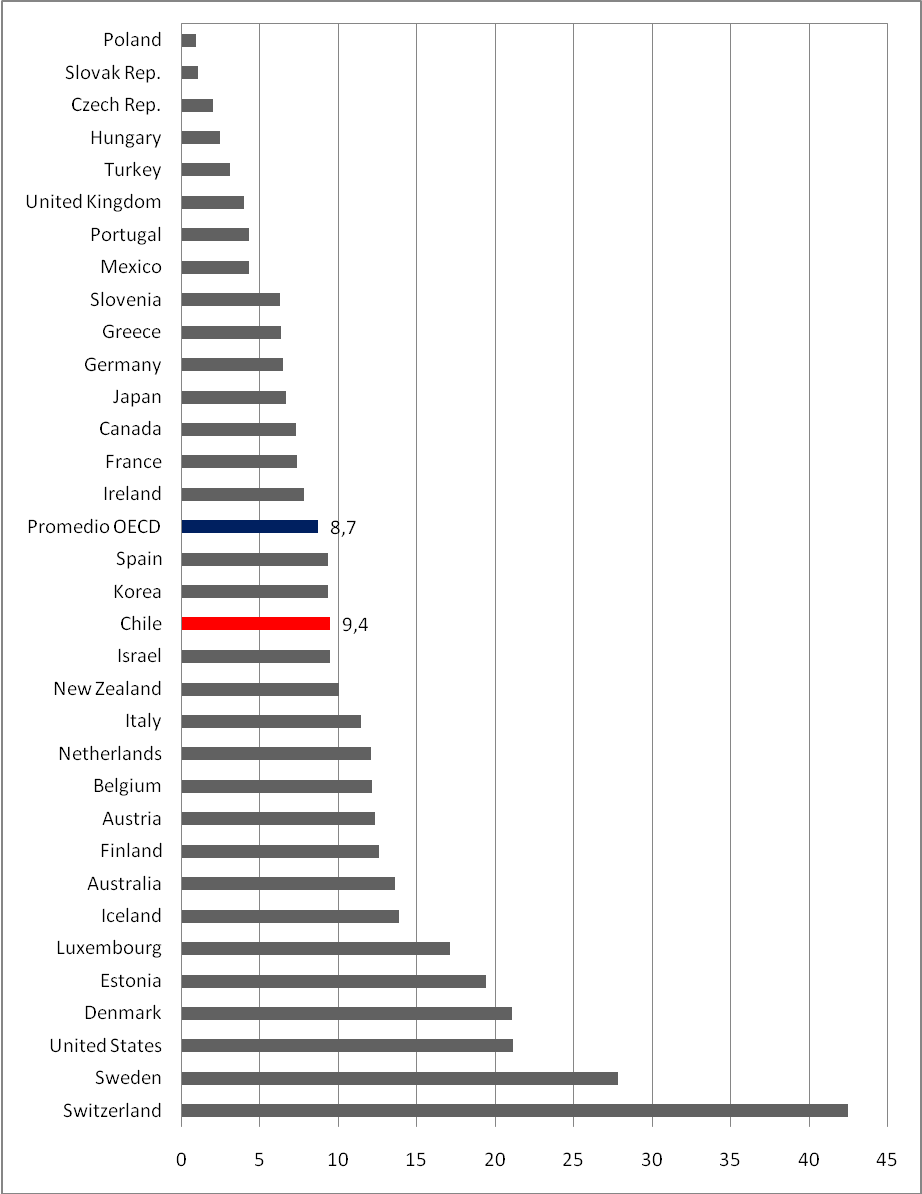 Poland
Slovak Rep.
Czech Rep.
Hungary
Turkey
United Kingdom
Portugal
Mexico
Slovenia
Greece
Germany
Japan
Canada
France
Ireland
Promedio OECD 8,7
Spain
Korea
Chile 9,4
Israel
New Zealand
Italy
Netherlands
Belgium
Austria
Finland
Australia
Iceland
Luxembourg
Estonia
Denmark
United States
Sweden
Switzerland
0 5 10 15 20 25 30 35 40 45